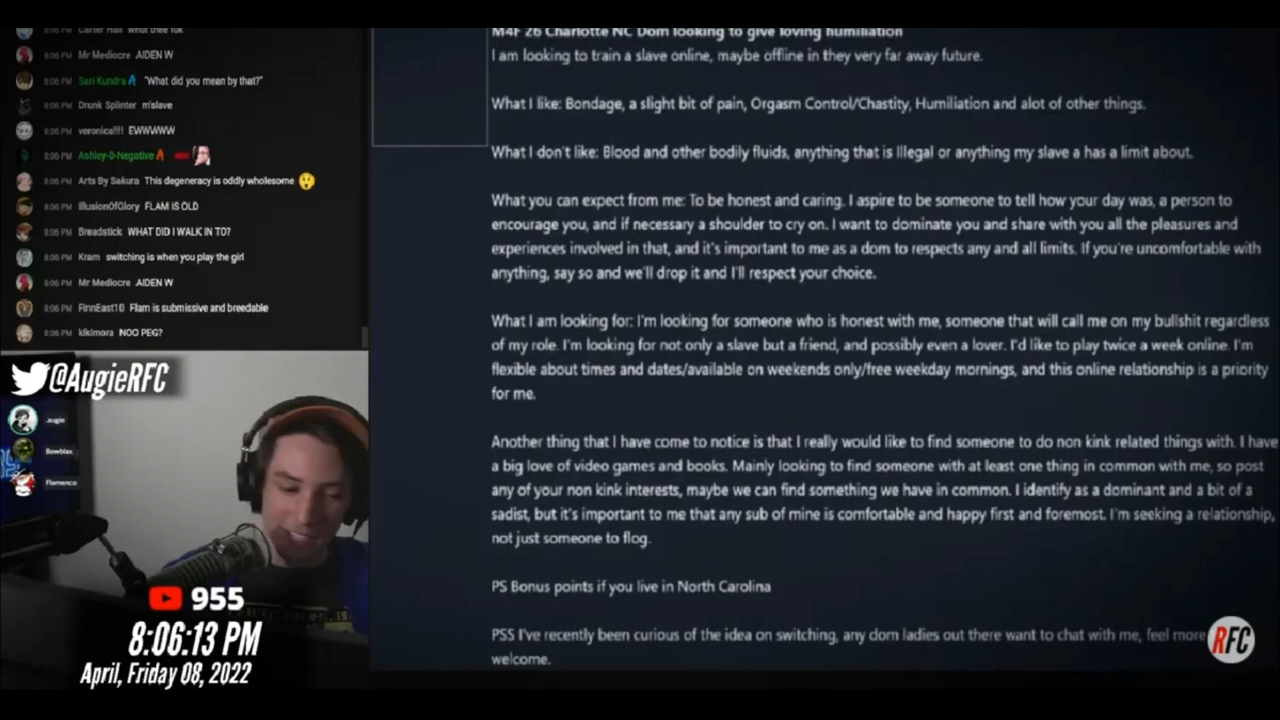 8:06 PM Carter Hall whut thee fuk
8:06 PM Mr Mediocre AIDEN W
8:06 PM Sari Kundra "What did you mean by that?"
8:06 PM Drunk Splinter m'slave
8:06 PM veronica!!!! EWWWWW
8:06 PM Ashley-0-Negative
8:06 PM Arts By Sakura This degeneracy is oddly wholesome
8:06 PM IllusionOfGlory FLAM IS OLD
8:06 PM Breadstick WHAT DID I WALK IN TO?
8:06 PM Kram switching is when you play the girl
8:06 PM Mr Mediocre AIDEN W
8:06 PM FinnEast10 Flam is submissive and breedable
8:06 PM kikimora NOO PEG?
@AugieRFC
.augie
Bowblax
Flamenco
955
8:06:13 PM
April, Friday 08, 2022
M4F 26 Charlotte NC Dom looking to give loving humiliation
I am looking to train a slave online, maybe offline in they very far away future.
What I like: Bondage, a slight bit of pain, Orgasm Control/Chastity, Humiliation and alot of other things.
What I don't like: Blood and other bodily fluids, anything that is Illegal or anything my slave a has a limit about.
What you can expect from me: To be honest and caring. I aspire to be someone to tell how your day was, a person to
encourage you, and if necessary a shoulder to cry on. I want to dominate you and share with you all the pleasures and
experiences involved in that, and it's important to me as a dom to respects any and all limits. If you're uncomfortable with
anything, say so and we'll drop it and I'll respect your choice.
What I am looking for: I'm looking for someone who is honest with me, someone that will call me on my bullshit regardless
of my role. I'm looking for not only a slave but a friend, and possibly even a lover. I'd like to play twice a week online. I'm
flexible about times and dates/available on weekends only/free weekday mornings, and this online relationship is a priority
for me.
Another thing that I have come to notice is that I really would like to find someone to do non kink related things with. I have
a big love of video games and books. Mainly looking to find someone with at least one thing in common with me, so post
any of your non kink interests, maybe we can find something we have in common. I identify as a dominant and a bit of a
sadist, but it's important to me that any sub of mine is comfortable and happy first and foremost. I'm seeking a relationship,
not just someone to flog.
PS Bonus points if you live in North Carolina
PSS I've recently been curious of the idea on switching, any dom ladies out there want to chat with me, feel more
welcome.
RFC